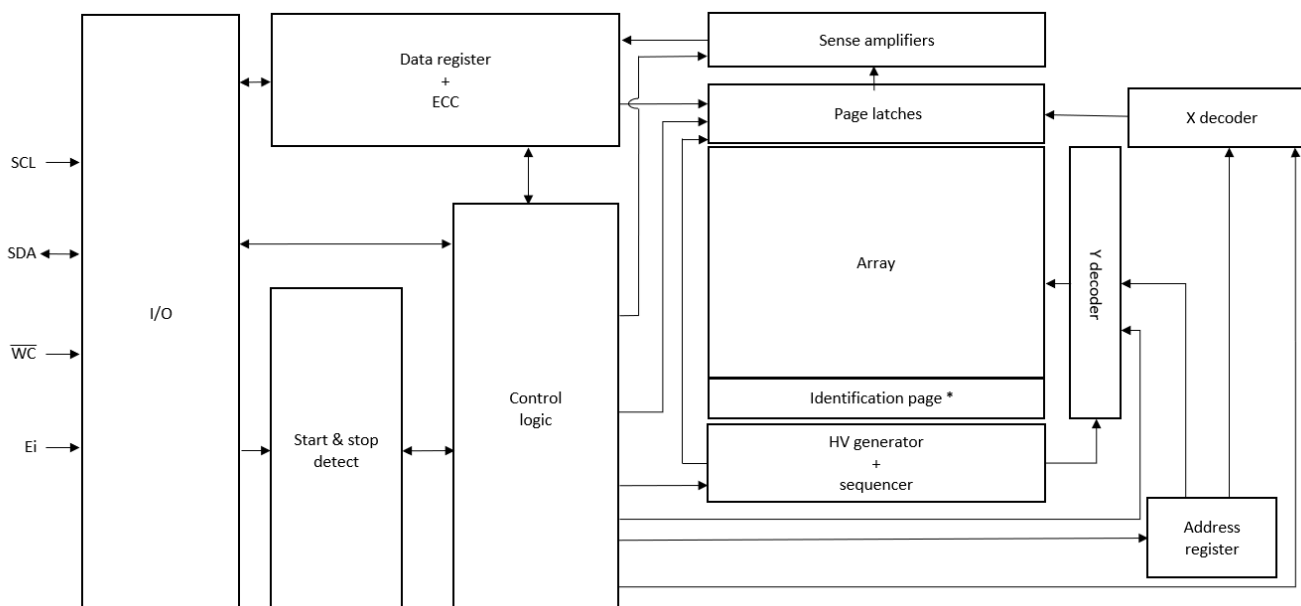 Sense amplifiers
Data register
+
ECC
Page latches
X decoder
SCL
SDA
Array
Y decoder
I/O
W̅C̅
Identification page *
Control
logic
Ei
Start & stop
detect
HV generator
+
sequencer
Address
register